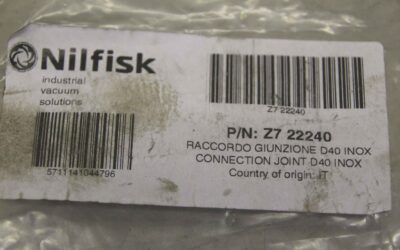 Nilfisk
industrial
vacuum
solutions
Z7 22240
P/N: Z7 22240
RACCORDO GIUNZIONE D40 INOX
CONNECTION JOINT D40 INOX
Country of origin: IT
5711141044796